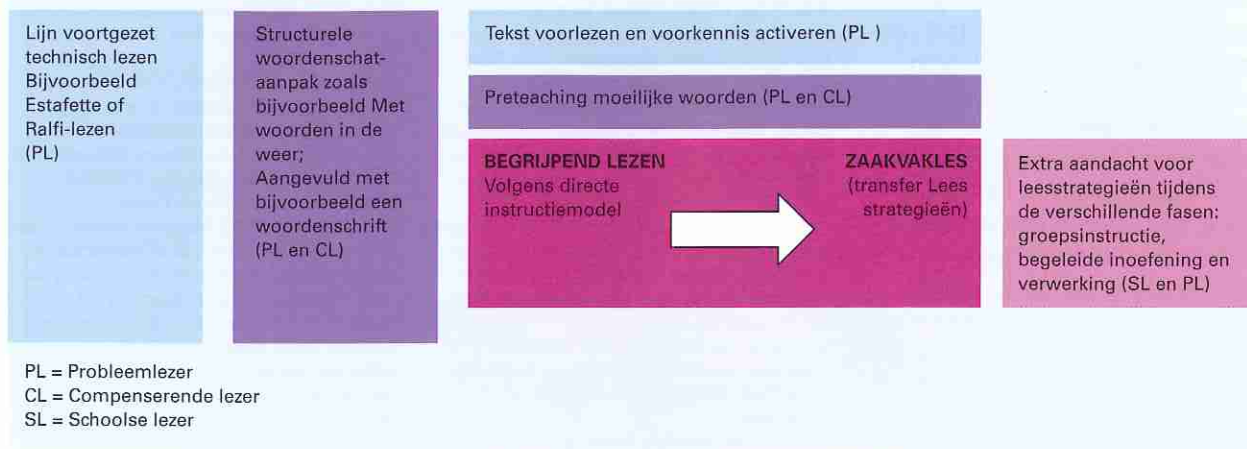 Lijn voortgezet
technisch lezen
Bijvoorbeeld
Estafette of
Ralfi-lezen
(PL)
Structurele
woordenschat-
aanpak zoals
bijvoorbeeld Met
woorden in de
weer;
Aangevuld met
bijvoorbeeld een
woordenschrift
(PL en CL)
Tekst voorlezen en voorkennis activeren (PL )
Preteaching moeilijke woorden (PL en CL)
BEGRIJPEND LEZEN
Volgens directe
instructiemodel
ZAAKVAKLES
(transfer Lees
strategieën)
Extra aandacht voor
leesstrategieën tijdens
de verschillende fasen:
groepsinstructie,
begeleide inoefening en
verwerking (SL en PL)
PL = Probleemlezer
CL = Compenserende lezer
SL = Schoolse lezer